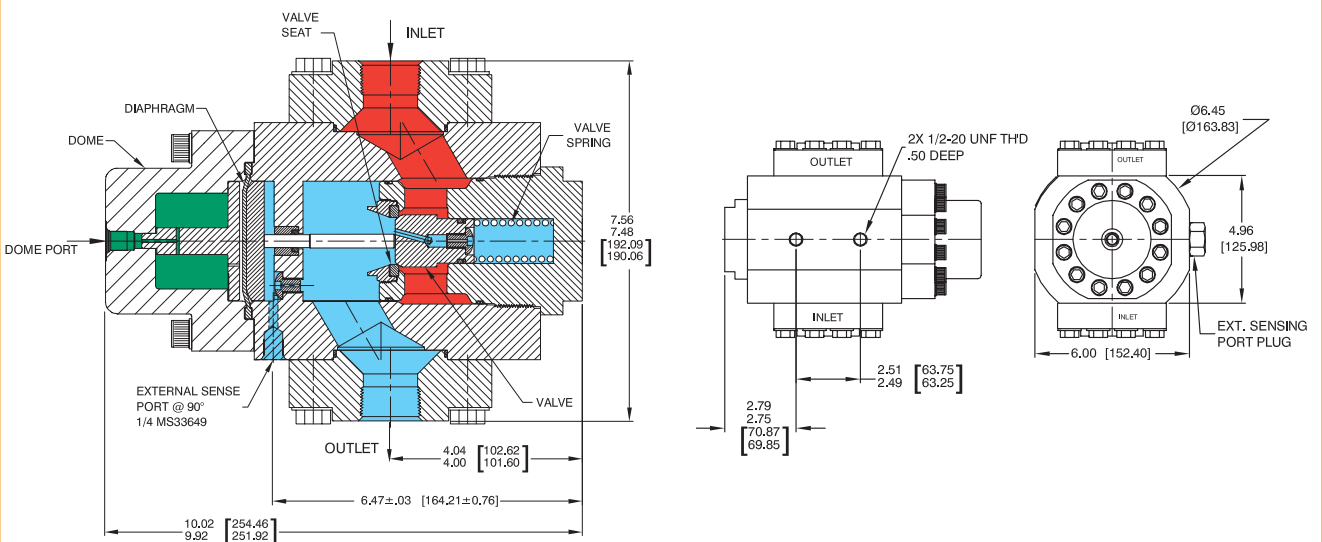 VALVE
SEAT
INLET
DIAPHRAGM
DOME
VALVE
SPRING
DOME PORT
7.56
7.48
[192.09
190.06]
EXTERNAL SENSE
PORT @ 90°
1/4 MS33649
VALVE
OUTLET
4.04 [102.62
4.00 101.60]
6.47±.03 [164.21±0.76]
10.02 [254.46
9.92 251.92]
2X 1/2-20 UNF TH'D
.50 DEEP
OUTLET
INLET
2.51 [63.75
2.49 63.25]
2.79
2.75
[70.87
69.85]
Ø6.45
[Ø163.83]
OUTLET
4.96
[125.98]
INLET
EXT. SENSING
PORT PLUG
6.00 [152.40]